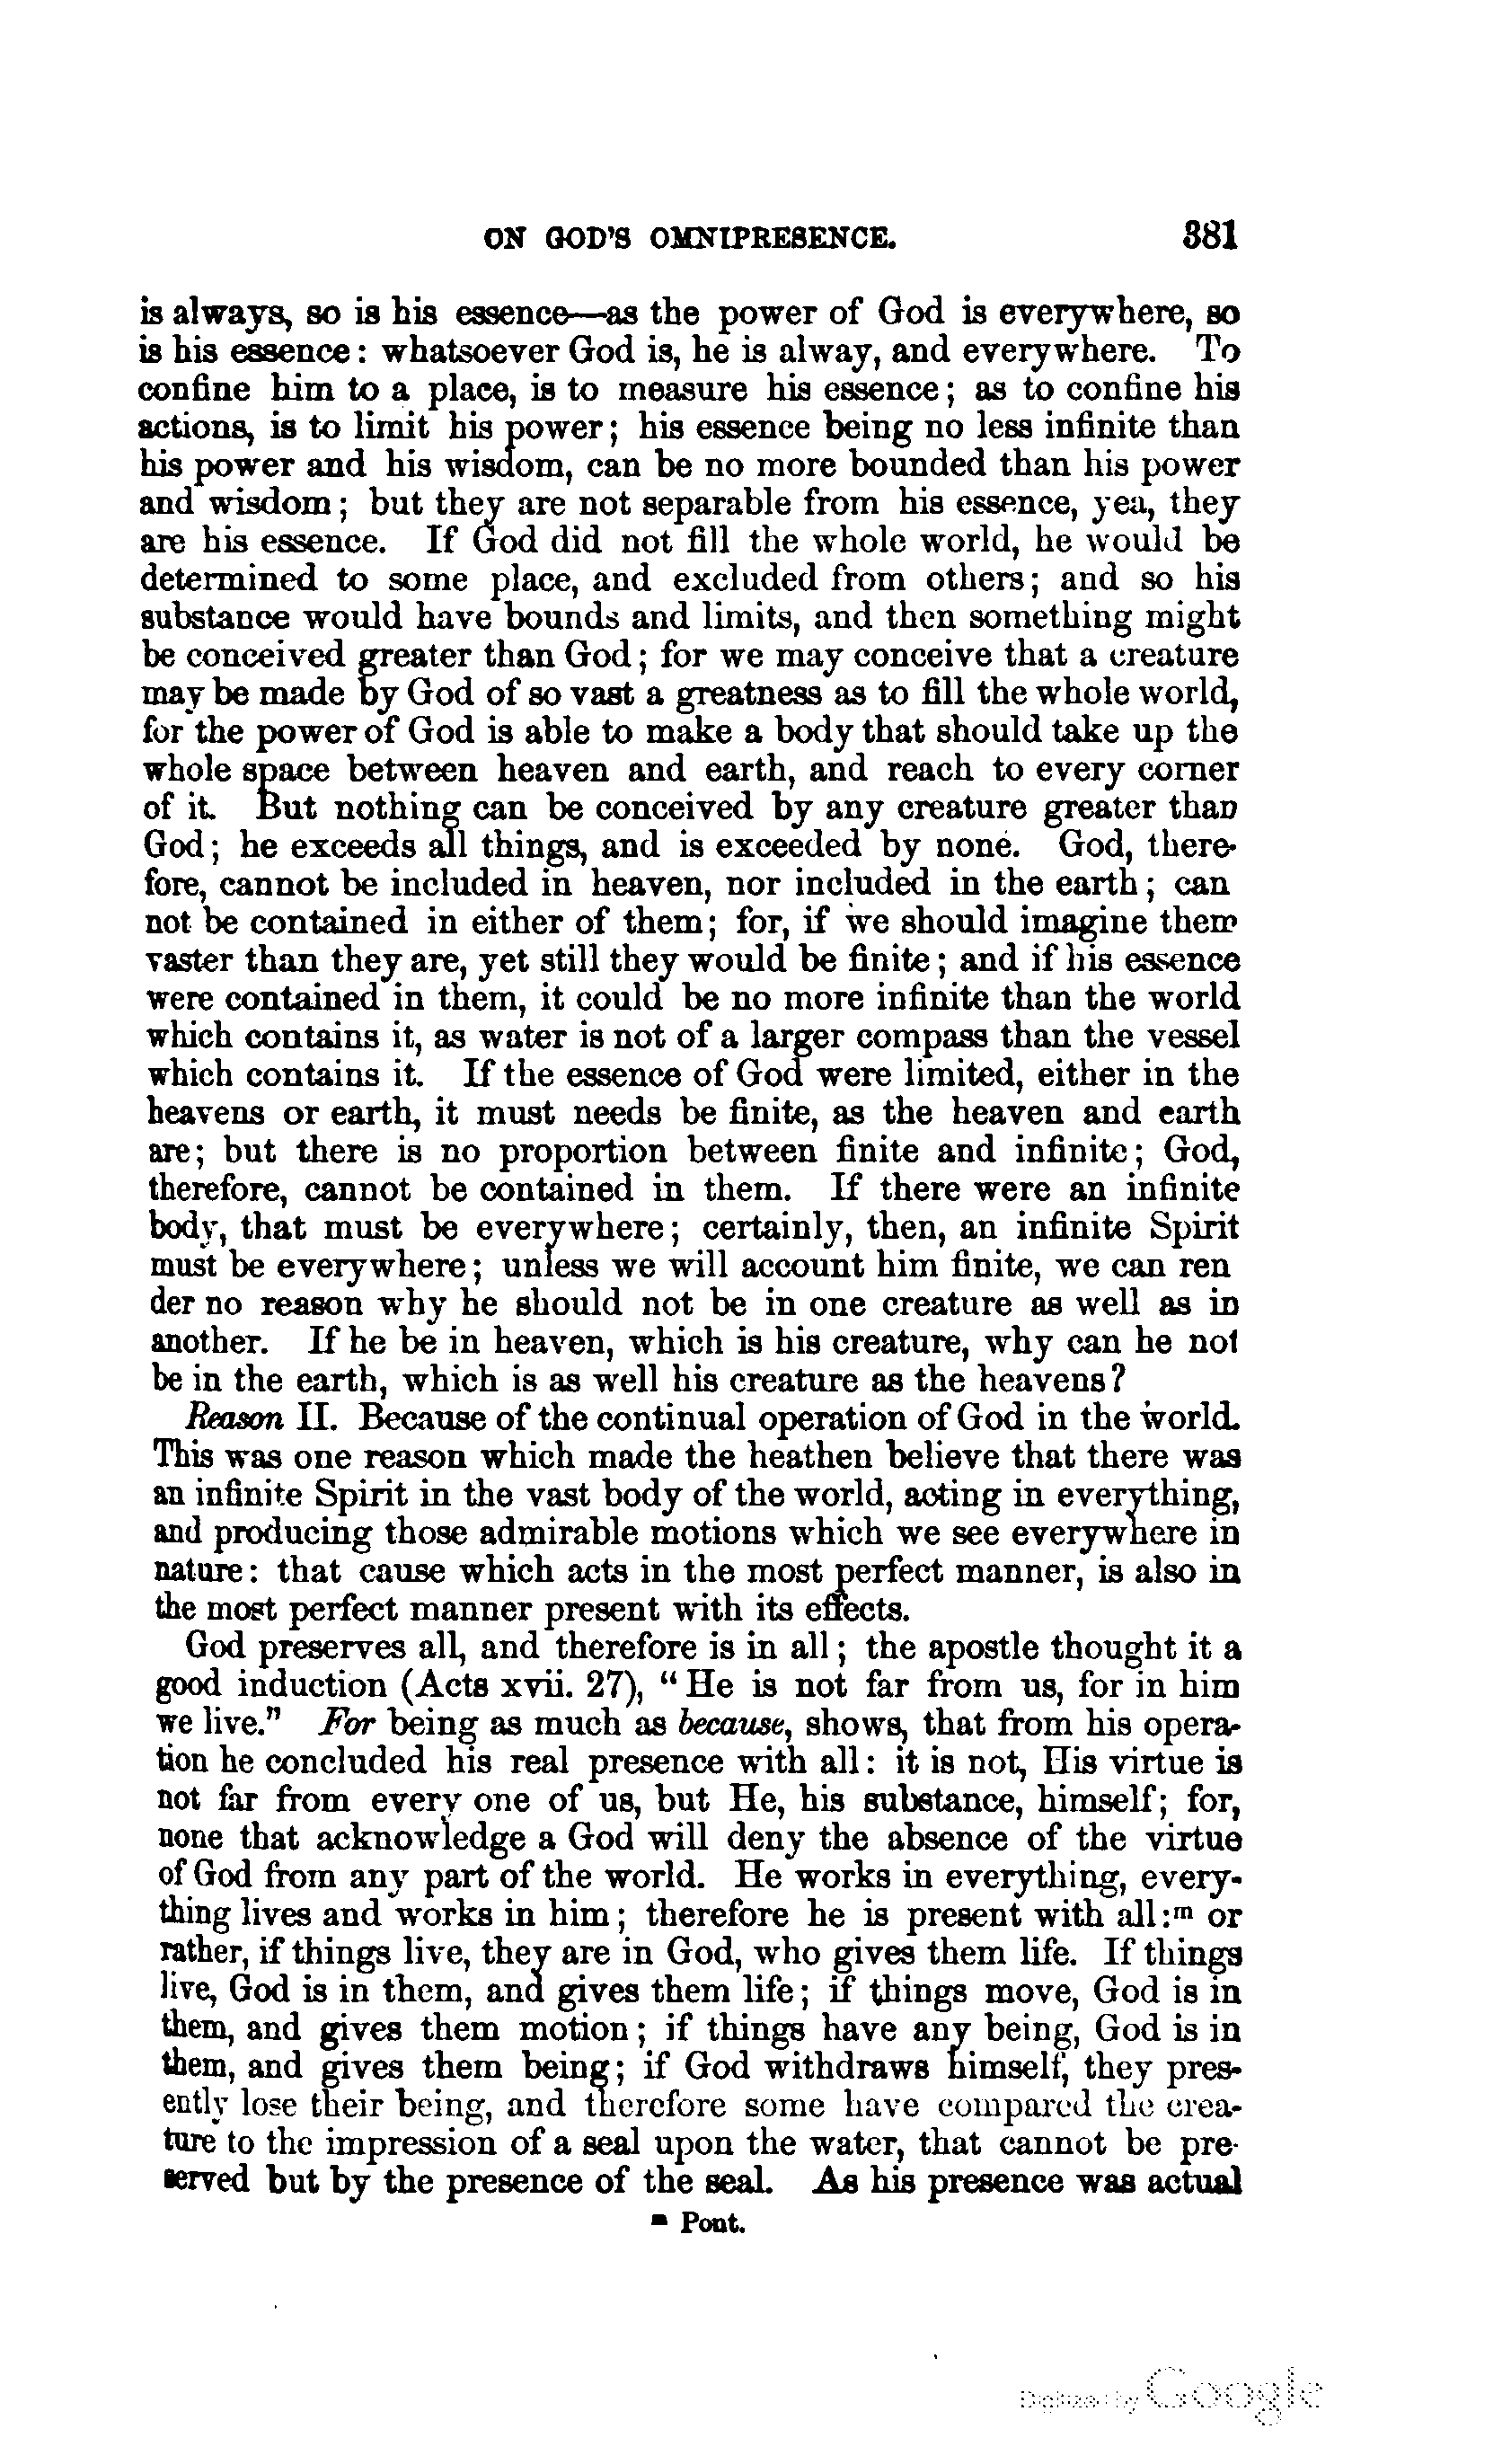 ON GOD'S OMNIPRESENCE. 381
is always, so is his essence—as the power of God is everywhere, so
is his essence: whatsoever God is, he is alway, and everywhere. To
confine him to a place, is to measure his essence; as to confine his
actions, is to limit his power; his essence being no less infinite than
his power and his wisdom, can be no more bounded than his power
and wisdom; but they are not separable from his essence, yea, they
are his essence. If God did not fill the whole world, he would be
determined to some place, and excluded from others; and so his
substance would have bounds and limits, and then something might
be conceived greater than God; for we may conceive that a creature
may be made by God of so vast a greatness as to fill the whole world,
for the power of God is able to make a body that should take up the
whole space between heaven and earth, and reach to every corner
of it. But nothing can be conceived by any creature greater than
God; he exceeds all things, and is exceeded by none. God, there-
fore, cannot be included in heaven, nor included in the earth; can
not be contained in either of them; for, if we should imagine them
vaster than they are, yet still they would be finite; and if his essence
were contained in them, it could be no more infinite than the world
which contains it, as water is not of a larger compass than the vessel
which contains it. If the essence of God were limited, either in the
heavens or earth, it must needs be finite, as the heaven and earth
are; but there is no proportion between finite and infinite; God,
therefore, cannot be contained in them. If there were an infinite
body, that must be everywhere; certainly, then, an infinite Spirit
must be everywhere; unless we will account him finite, we can ren
der no reason why he should not be in one creature as well as in
another. If he be in heaven, which is his creature, why can he not
be in the earth, which is as well his creature as the heavens?
Reason II. Because of the continual operation of God in the world.
This was one reason which made the heathen believe that there was
an infinite Spirit in the vast body of the world, acting in everything,
and producing those admirable motions which we see everywhere in
nature: that cause which acts in the most perfect manner, is also in
the most perfect manner present with its effects.
God preserves all, and therefore is in all; the apostle thought it a
good induction (Acts xvii. 27), "He is not far from us, for in him
we live." For being as much as because, shows, that from his opera-
tion he concluded his real presence with all: it is not, His virtue is
not far from every one of us, but He, his substance, himself; for,
none that acknowledge a God will deny the absence of the virtue
of God from any part of the world. He works in everything, every-
thing lives and works in him; therefore he is present with all:ᵐ or
rather, if things live, they are in God, who gives them life. If things
live, God is in them, and gives them life; if things move, God is in
them, and gives them motion; if things have any being, God is in
them, and gives them being; if God withdraws himself, they pres-
ently lose their being, and therefore some have compared the crea-
ture to the impression of a seal upon the water, that cannot be pre-
served but by the presence of the seal. As his presence was actual
ᵐ Pont.
Digitized by Google